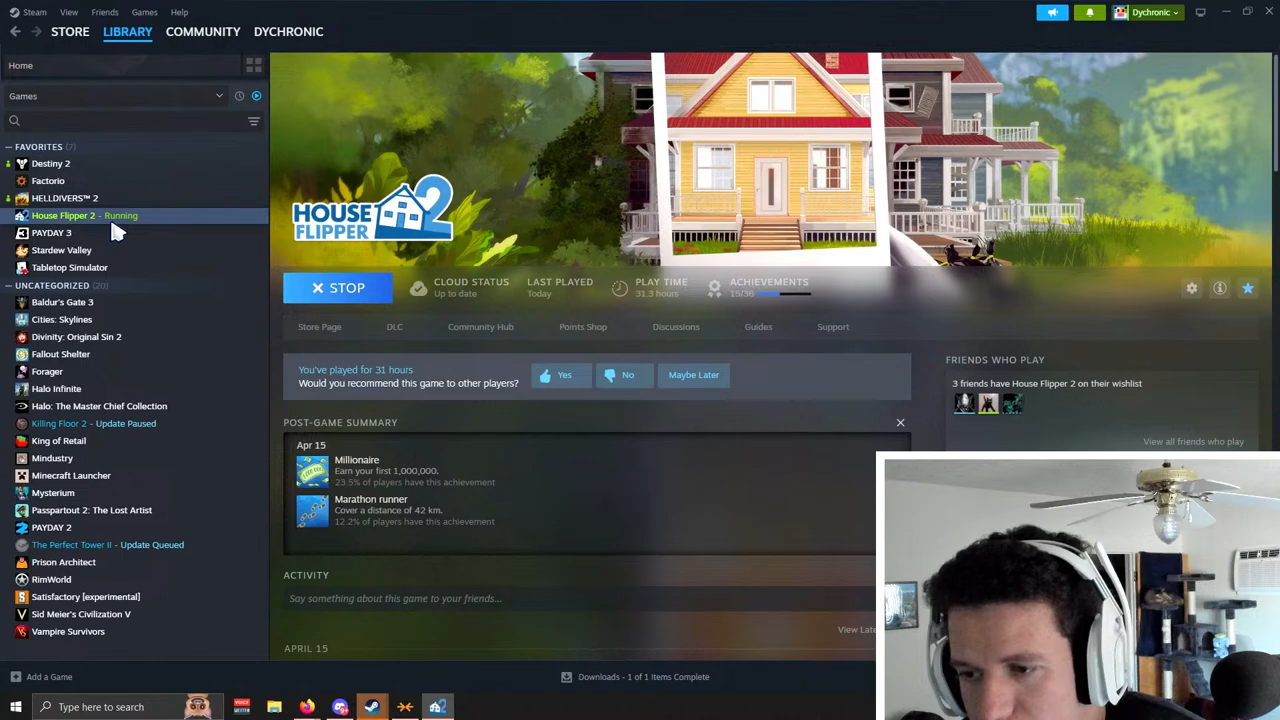 Steam View Friends Games Help
Dychronic
STORE LIBRARY COMMUNITY DYCHRONIC
Home
Games
FAVORITES (7)
Destiny 2
Factorio
HELLDIVERS™ 2
House Flipper 2 - Running
PAYDAY 3
Stardew Valley
Tabletop Simulator
UNCATEGORIZED (20)
Baldur's Gate 3
Cities: Skylines
Divinity: Original Sin 2
Fallout Shelter
Forager
Halo Infinite
Halo: The Master Chief Collection
Killing Floor 2 - Update Paused
King of Retail
Mindustry
Minecraft Launcher
Mysterium
Passpartout 2: The Lost Artist
PAYDAY 2
The Perfect Tower II - Update Queued
Prison Architect
RimWorld
Satisfactory [experimental]
Sid Meier's Civilization V
Vampire Survivors
Add a Game
HOUSE FLIPPER 2
STOP
CLOUD STATUS
Up to date
LAST PLAYED
Today
PLAY TIME
31.3 hours
ACHIEVEMENTS
15/36
Store Page DLC Community Hub Points Shop Discussions Guides Support
You've played for 31 hours
Would you recommend this game to other players?
Yes No Maybe Later
POST-GAME SUMMARY
Apr 15
Millionaire
Earn your first 1,000,000.
23.5% of players have this achievement
Marathon runner
Cover a distance of 42 km.
12.2% of players have this achievement
ACTIVITY
Say something about this game to your friends...
View Late
APRIL 15
FRIENDS WHO PLAY
3 friends have House Flipper 2 on their wishlist
View all friends who play
Downloads - 1 of 1 Items Complete
Type here to search